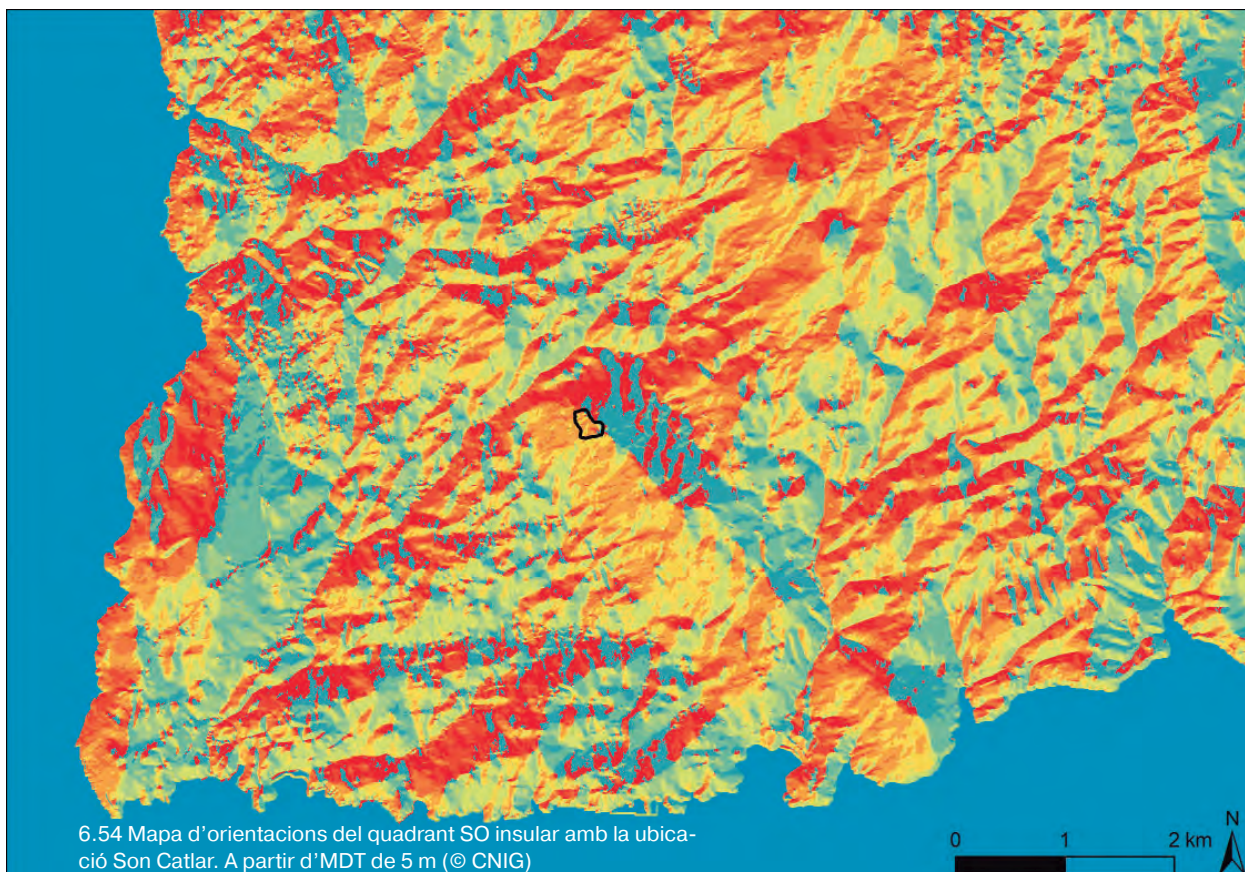 6.54 Mapa d'orientacions del quadrant SO insular amb la ubica-
ció Son Catlar. A partir d'MDT de 5 m (© CNIG)
0 1 2 km
N